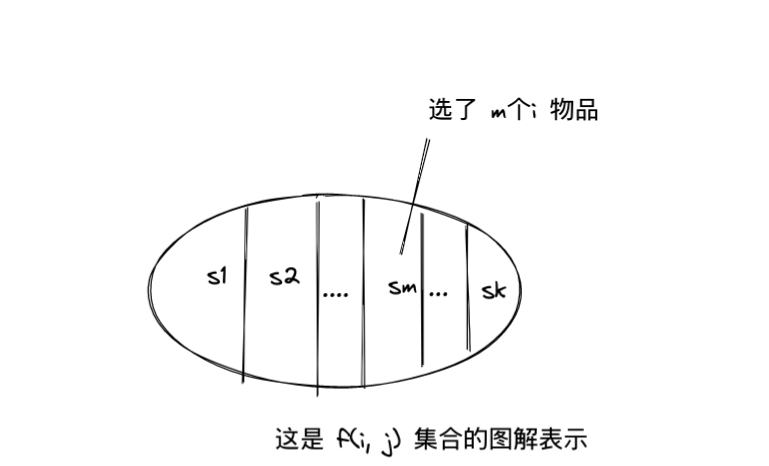 选了 m个i 物品
s1 s2 .... sm ... sk
这是 f(i, j) 集合的图解表示